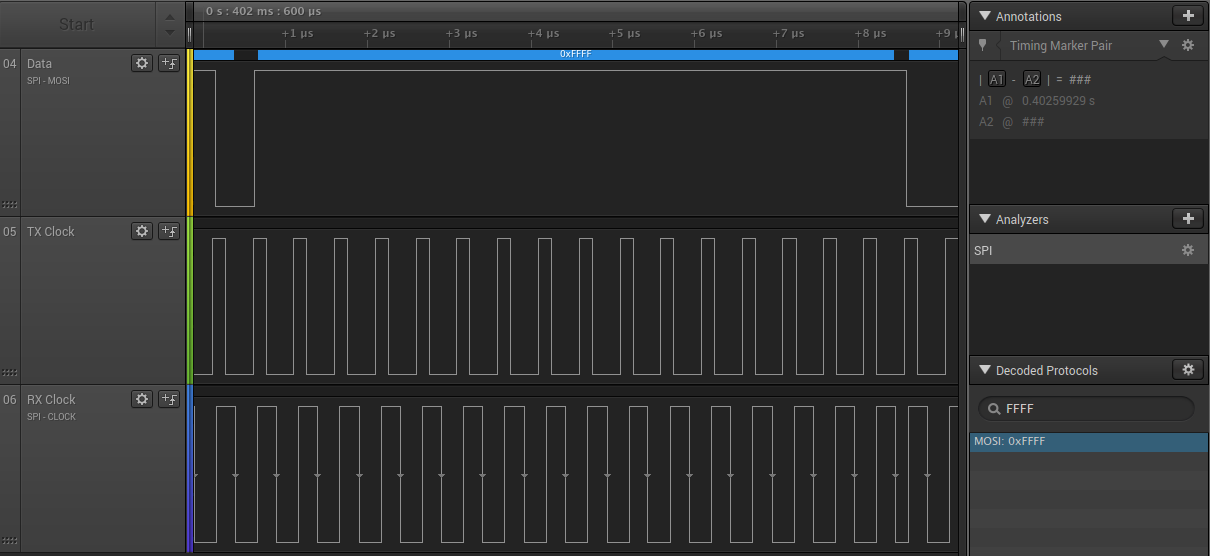 Start
0 s : 402 ms : 600 µs
+1 µs +2 µs +3 µs +4 µs +5 µs +6 µs +7 µs +8 µs +9 µ
04 Data
SPI - MOSI
0xFFFF
05 TX Clock
06 RX Clock
SPI - CLOCK
Annotations
Timing Marker Pair
| A1 - A2 | = ###
A1 @ 0.40259929 s
A2 @ ###
Analyzers
SPI
Decoded Protocols
FFFF
MOSI: 0xFFFF